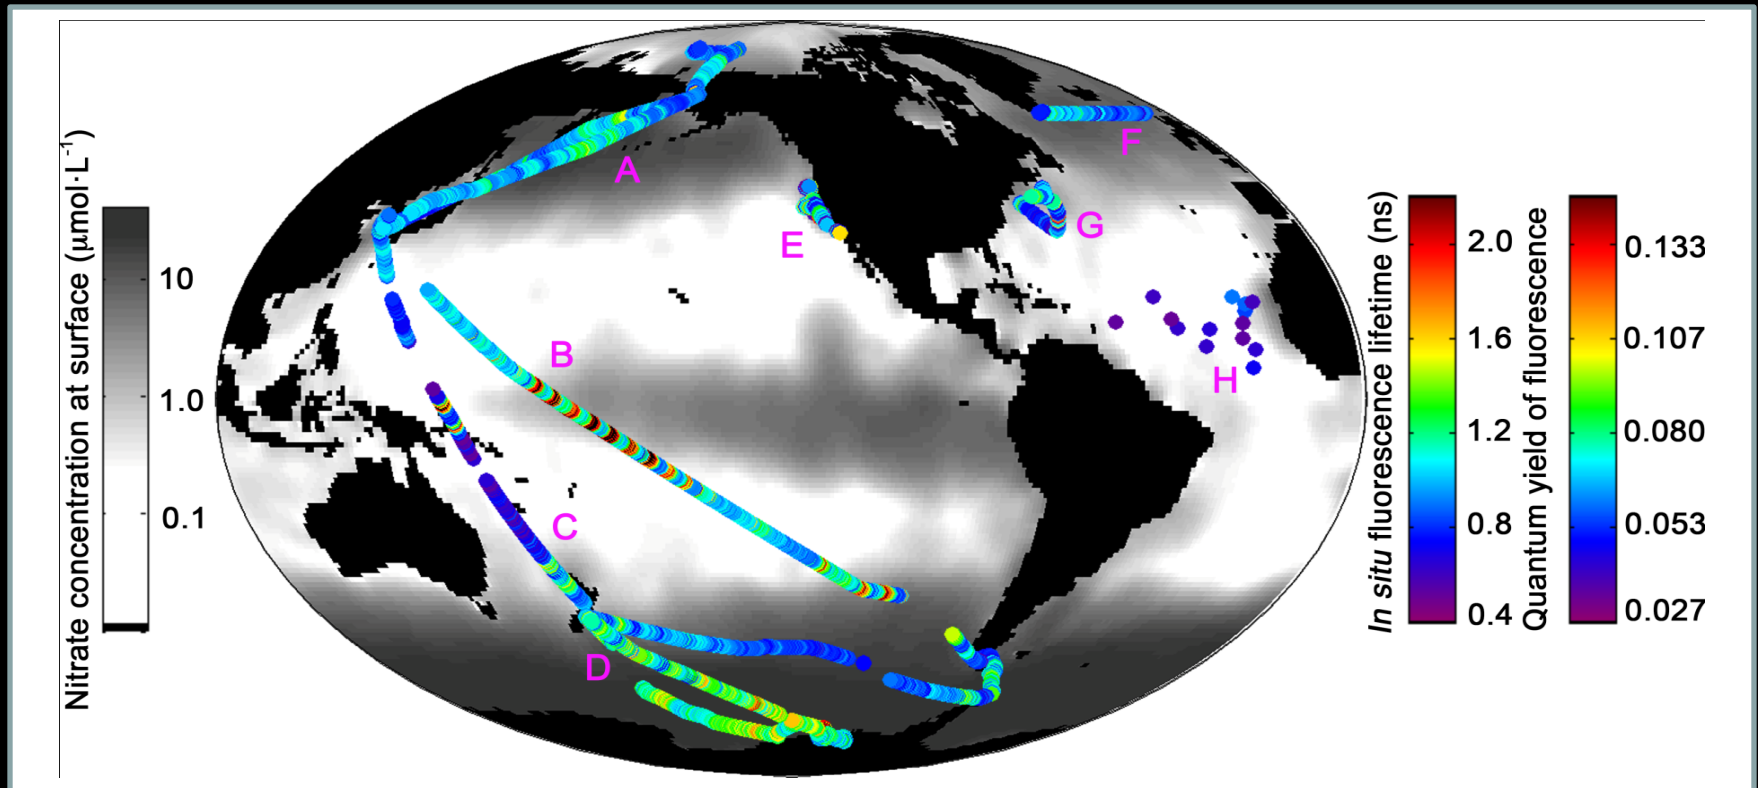 Nitrate concentration at surface (μmol·L⁻¹)
10
1.0
0.1
A
B
C
D
E
F
G
H
In situ fluorescence lifetime (ns)
2.0
1.6
1.2
0.8
0.4
Quantum yield of fluorescence
0.133
0.107
0.080
0.053
0.027